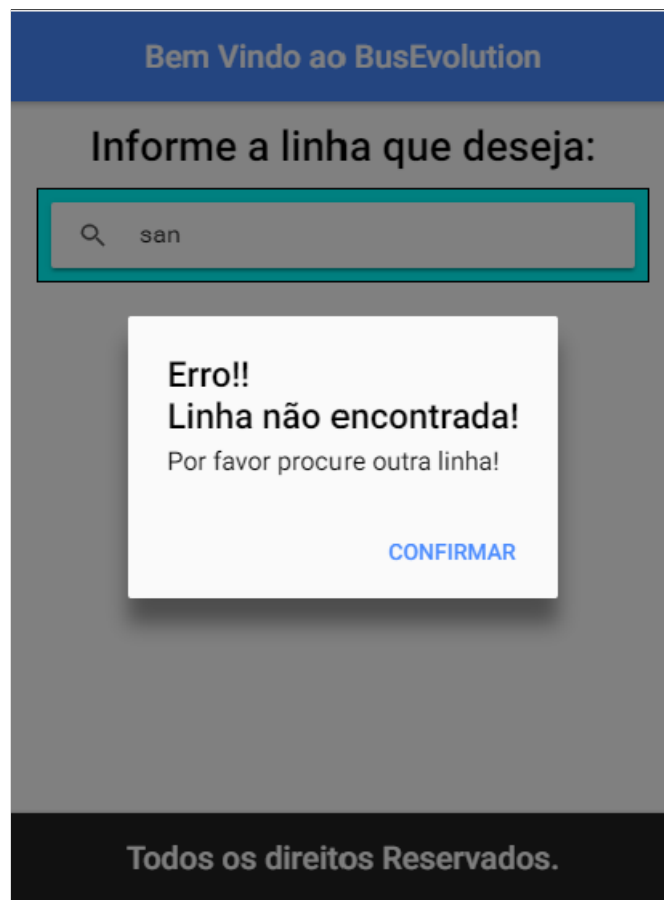 Bem Vindo ao BusEvolution
Informe a linha que deseja:
san
Erro!!
Linha não encontrada!
Por favor procure outra linha!
CONFIRMAR
Todos os direitos Reservados.